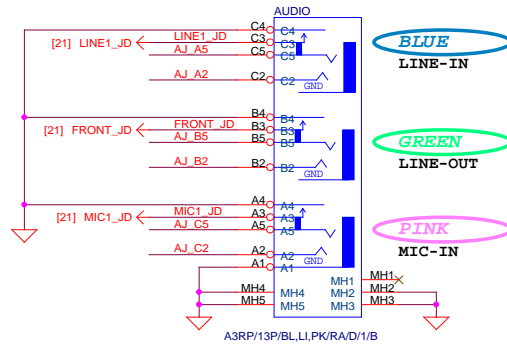 AUDIO
C4 C4
[21] LINE1_JD LINE1_JD C3 C3
AJ_A5 C5 C5
AJ_A2 C2 C2
GND
BLUE
LINE-IN
B4 B4
[21] FRONT_JD FRONT_JD B3 B3
AJ_B5 B5 B5
AJ_B2 B2 B2
GND
GREEN
LINE-OUT
A4 A4
[21] MIC1_JD MIC1_JD A3 A3
AJ_C5 A5 A5
AJ_C2 A2 A2
GND
A1 A1
PINK
MIC-IN
MH1 MH1
MH4 MH4 MH2 MH2
MH5 MH5 MH3 MH3
A3RP/13P/BL,LI,PK/RA/D/1/B